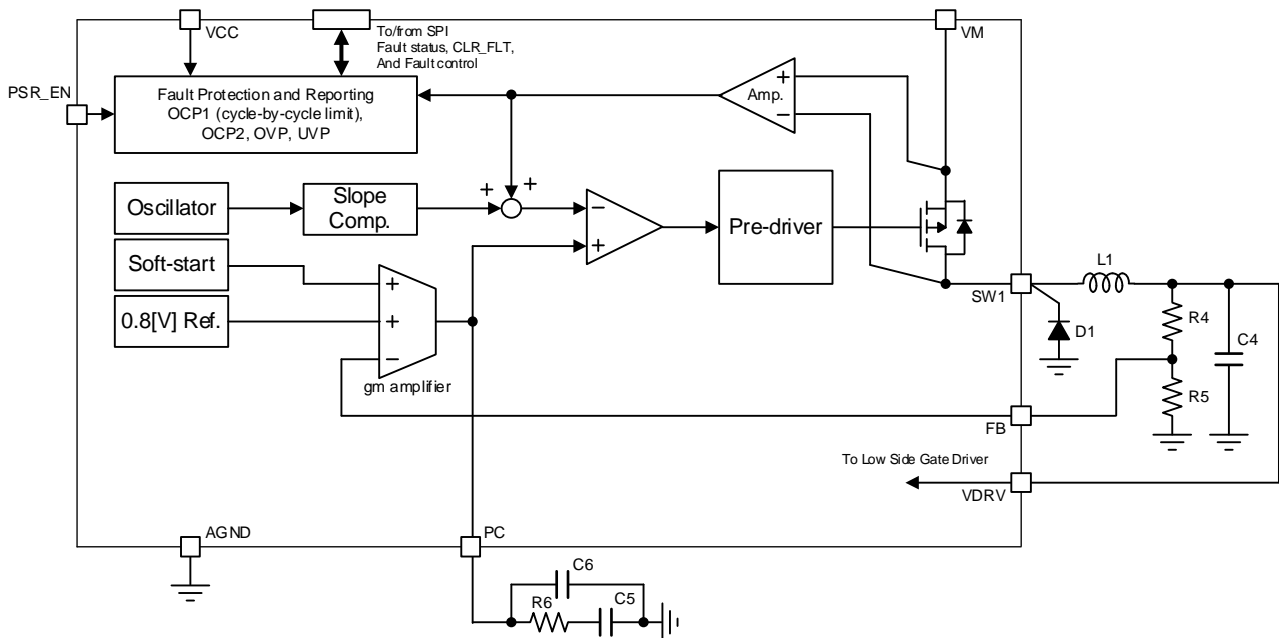 VCC
To/from SPI
Fault status, CLR_FLT,
And Fault control
VM
PSR_EN
Fault Protection and Reporting
OCP1 (cycle-by-cycle limit),
OCP2, OVP, UVP
+
Amp.
−
Oscillator
Slope
Comp.
+
+
−
+
Pre-driver
Soft-start
0.8[V] Ref.
+
+
−
gm amplifier
SW1
L1
D1
R4
C4
R5
FB
To Low Side Gate Driver
VDRV
AGND
PC
C6
R6
C5